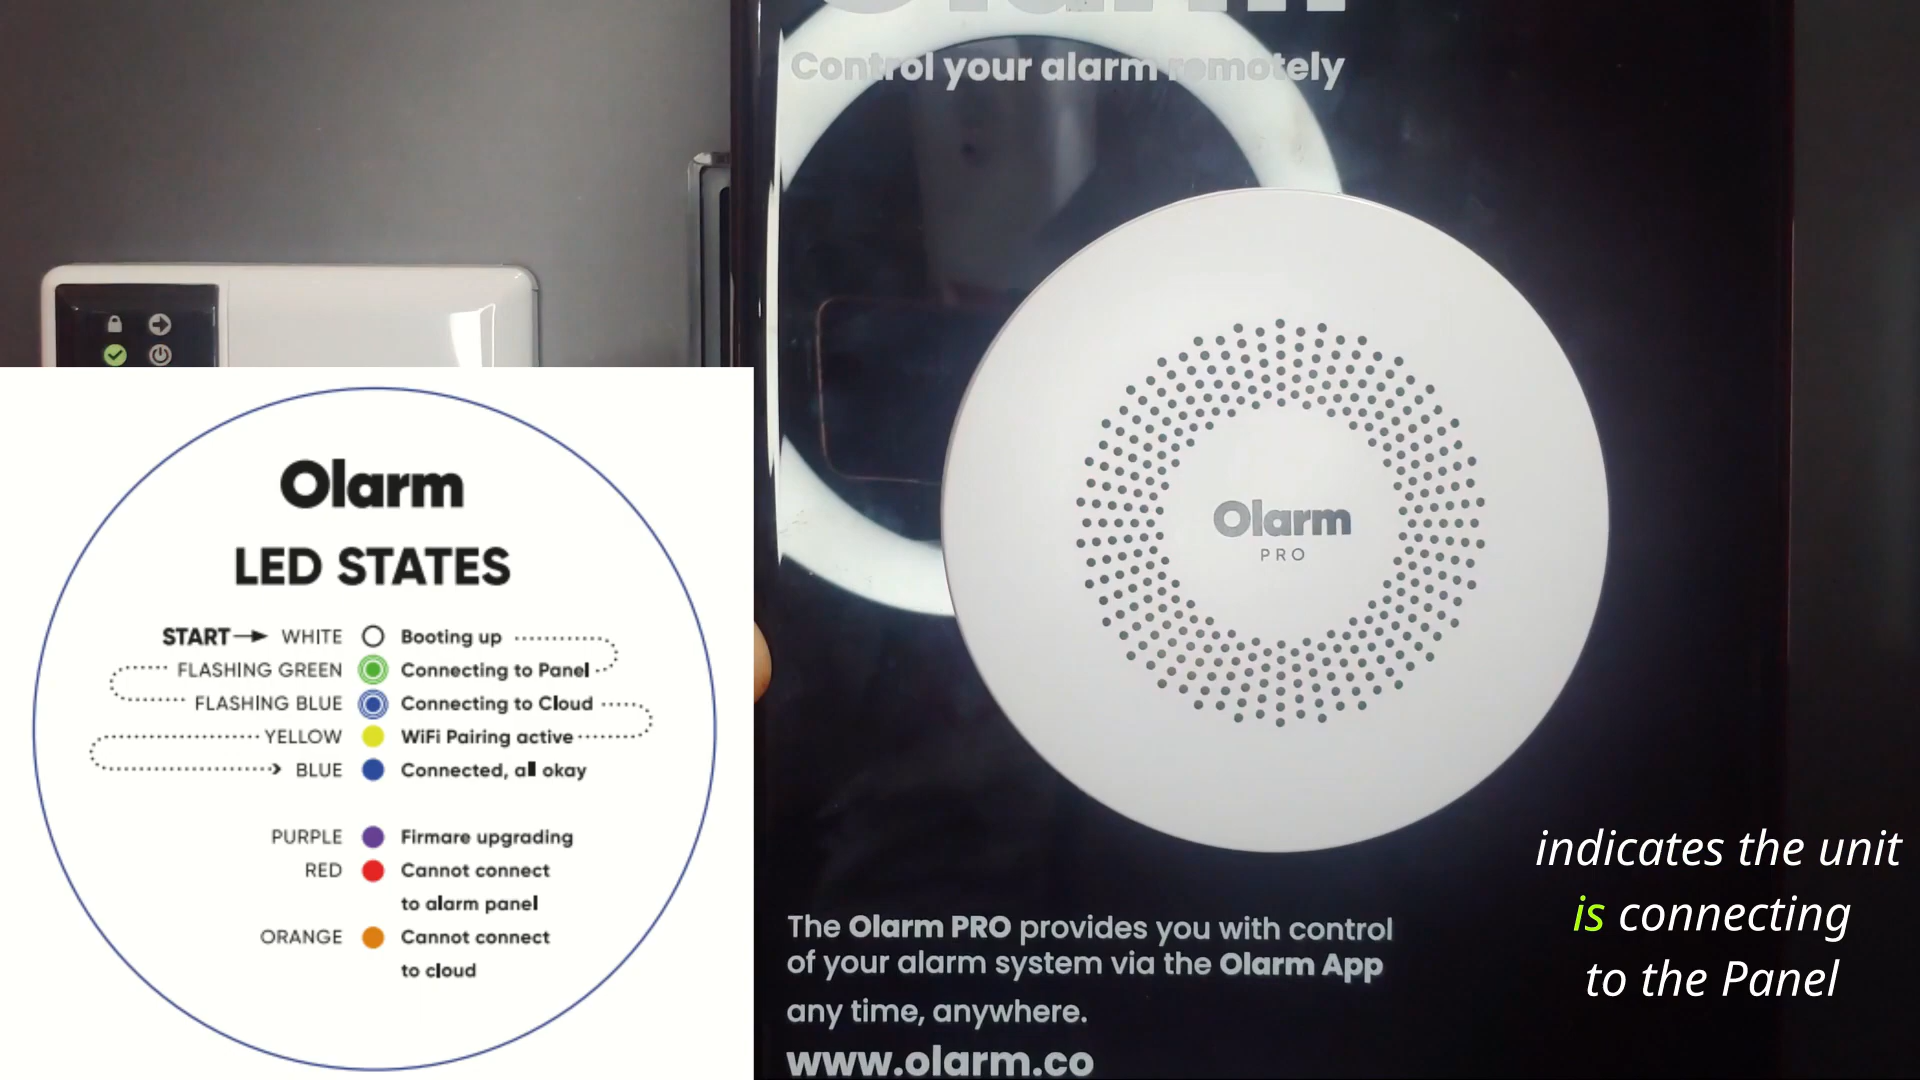 Olarm
Control your alarm remotely
Olarm
PRO
The Olarm PRO provides you with control
of your alarm system via the Olarm App
any time, anywhere.
www.olarm.co
Olarm
LED STATES
START WHITE Booting up
FLASHING GREEN Connecting to Panel
FLASHING BLUE Connecting to Cloud
YELLOW WiFi Pairing active
BLUE Connected, all okay
PURPLE Firmare upgrading
RED Cannot connect
to alarm panel
ORANGE Cannot connect
to cloud
indicates the unit
is connecting
to the Panel